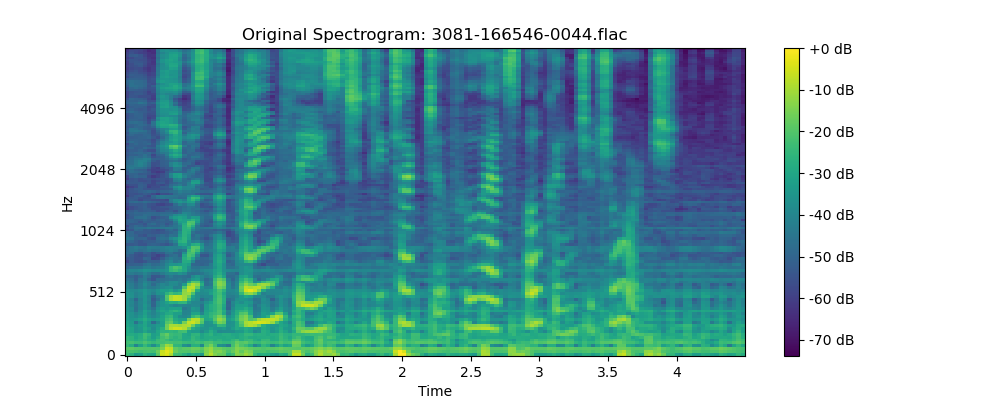 Original Spectrogram: 3081-166546-0044.flac
Hz
4096
2048
1024
512
0
0 0.5 1 1.5 2 2.5 3 3.5 4
Time
+0 dB
-10 dB
-20 dB
-30 dB
-40 dB
-50 dB
-60 dB
-70 dB